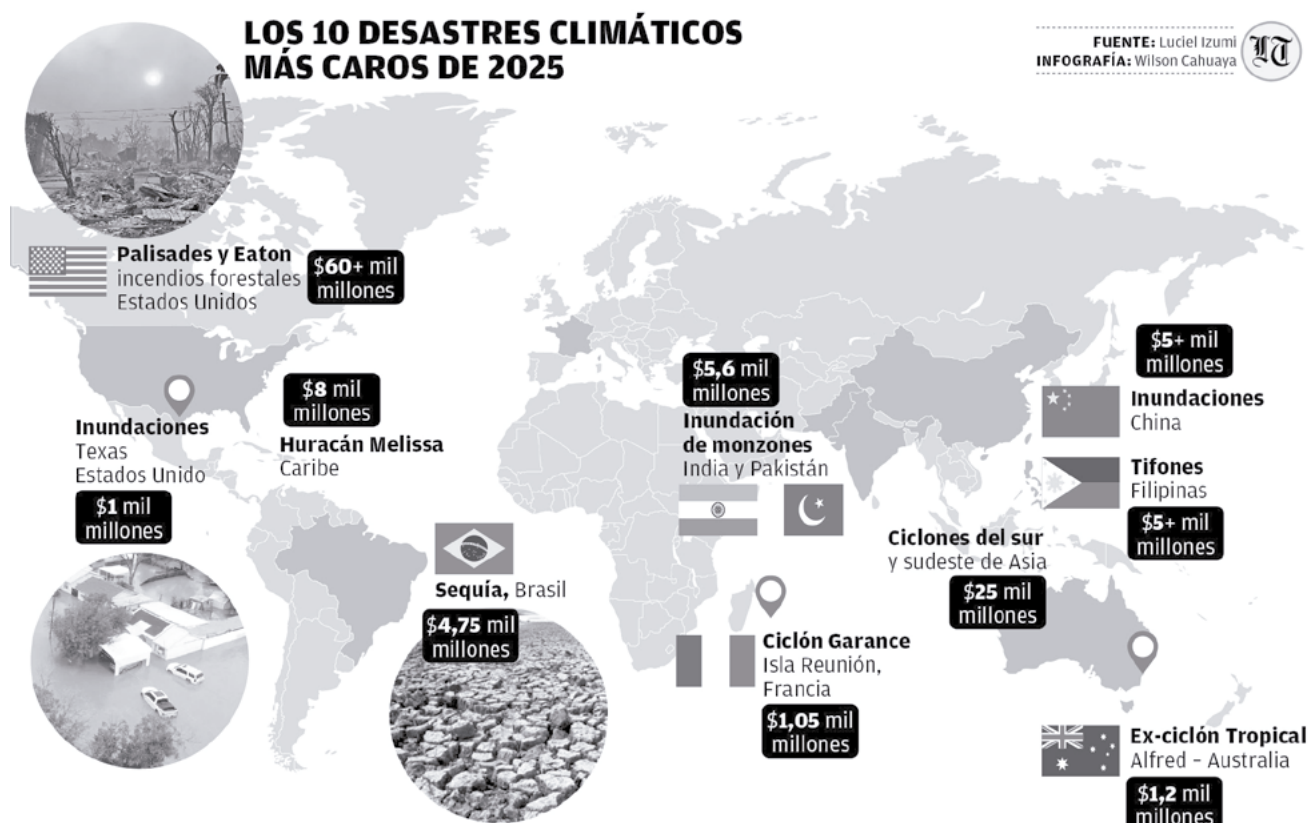 LOS 10 DESASTRES CLIMÁTICOS
MÁS CAROS DE 2025
FUENTE: Luciel Izumi
INFOGRAFÍA: Wilson Cahuaya
LT
Palisades y Eaton
incendios forestales
Estados Unidos
$60+ mil
millones
Inundaciones
Texas
Estados Unido
$1 mil
millones
$8 mil
millones
Huracán Melissa
Caribe
Sequía, Brasil
$4,75 mil
millones
$5,6 mil
millones
Inundación
de monzones
India y Pakistán
Ciclón Garance
Isla Reunión,
Francia
$1,05 mil
millones
Ciclones del sur
y sudeste de Asia
$25 mil
millones
$5+ mil
millones
Inundaciones
China
Tifones
Filipinas
$5+ mil
millones
Ex-ciclón Tropical
Alfred – Australia
$1,2 mil
millones